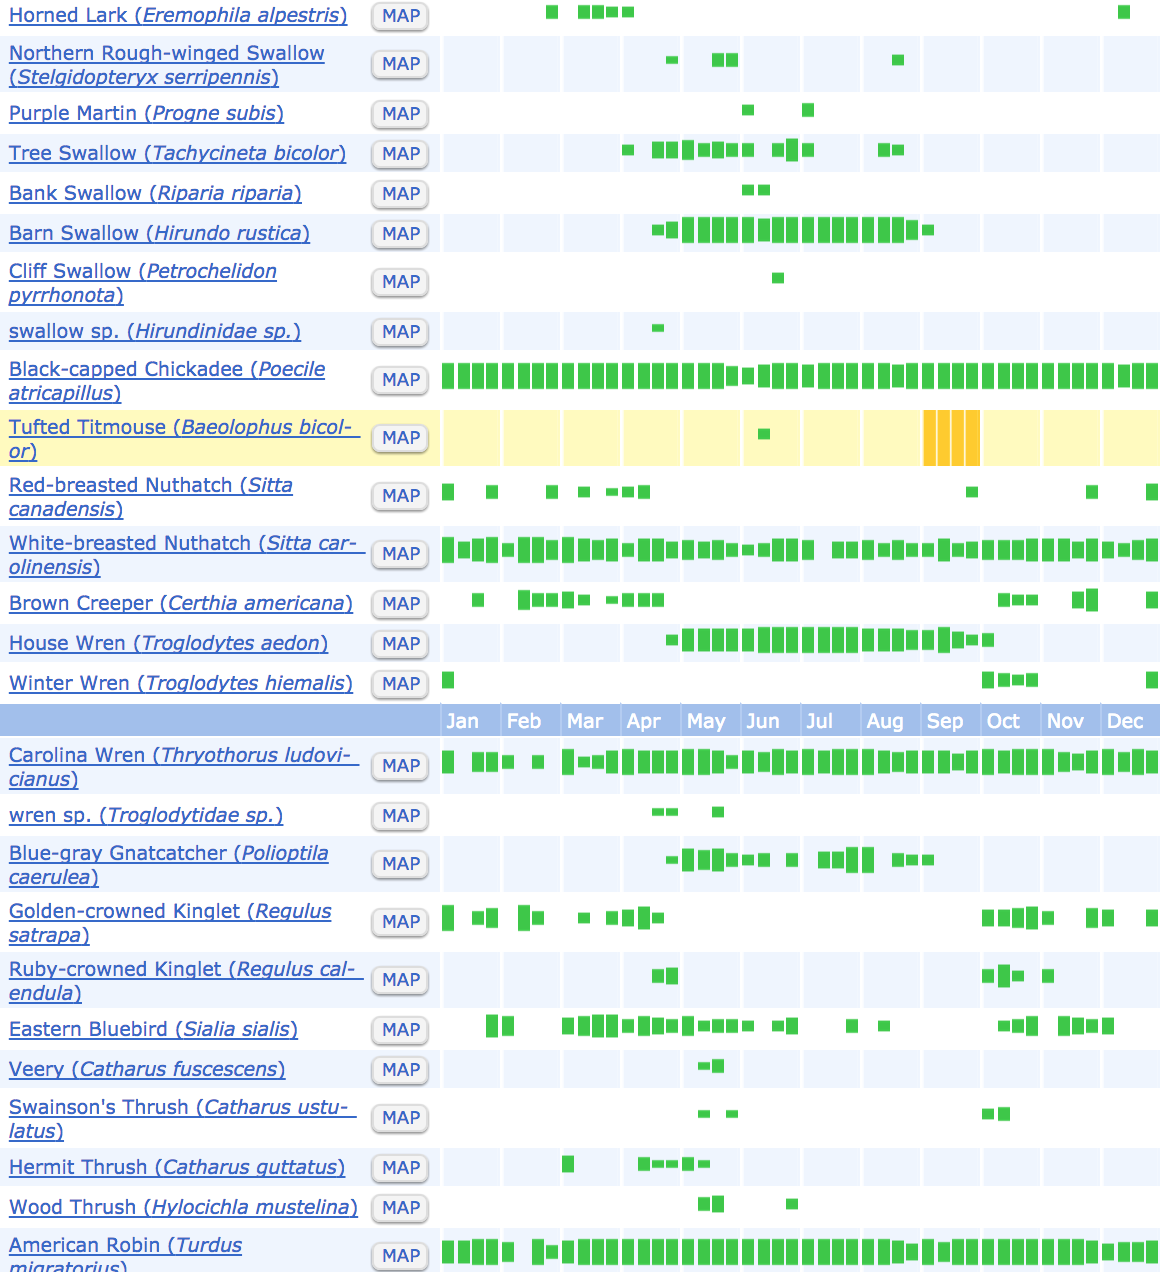 Horned Lark (Eremophila alpestris) MAP
Northern Rough-winged Swallow
(Stelgidopteryx serripennis) MAP
Purple Martin (Progne subis) MAP
Tree Swallow (Tachycineta bicolor) MAP
Bank Swallow (Riparia riparia) MAP
Barn Swallow (Hirundo rustica) MAP
Cliff Swallow (Petrochelidon
pyrrhonota) MAP
swallow sp. (Hirundinidae sp.) MAP
Black-capped Chickadee (Poecile
atricapillus) MAP
Tufted Titmouse (Baeolophus bicol-
or) MAP
Red-breasted Nuthatch (Sitta
canadensis) MAP
White-breasted Nuthatch (Sitta car-
olinensis) MAP
Brown Creeper (Certhia americana) MAP
House Wren (Troglodytes aedon) MAP
Winter Wren (Troglodytes hiemalis) MAP
Jan Feb Mar Apr May Jun Jul Aug Sep Oct Nov Dec
Carolina Wren (Thryothorus ludovi-
cianus) MAP
wren sp. (Troglodytidae sp.) MAP
Blue-gray Gnatcatcher (Polioptila
caerulea) MAP
Golden-crowned Kinglet (Regulus
satrapa) MAP
Ruby-crowned Kinglet (Regulus cal-
endula) MAP
Eastern Bluebird (Sialia sialis) MAP
Veery (Catharus fuscescens) MAP
Swainson's Thrush (Catharus ustu-
latus) MAP
Hermit Thrush (Catharus guttatus) MAP
Wood Thrush (Hylocichla mustelina) MAP
American Robin (Turdus
migratorius) MAP